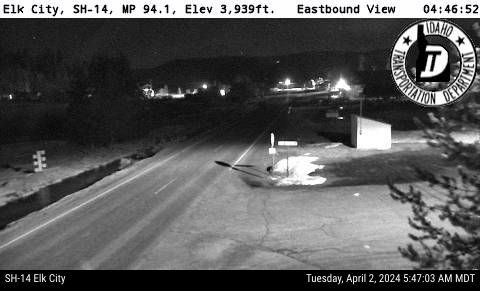 Elk City, SH-14, MP 94.1, Elev 3,939ft. Eastbound View 04:46:52
IDAHO
TRANSPORTATION DEPARTMENT
SH-14 Elk City Tuesday, April 2, 2024 5:47:03 AM MDT